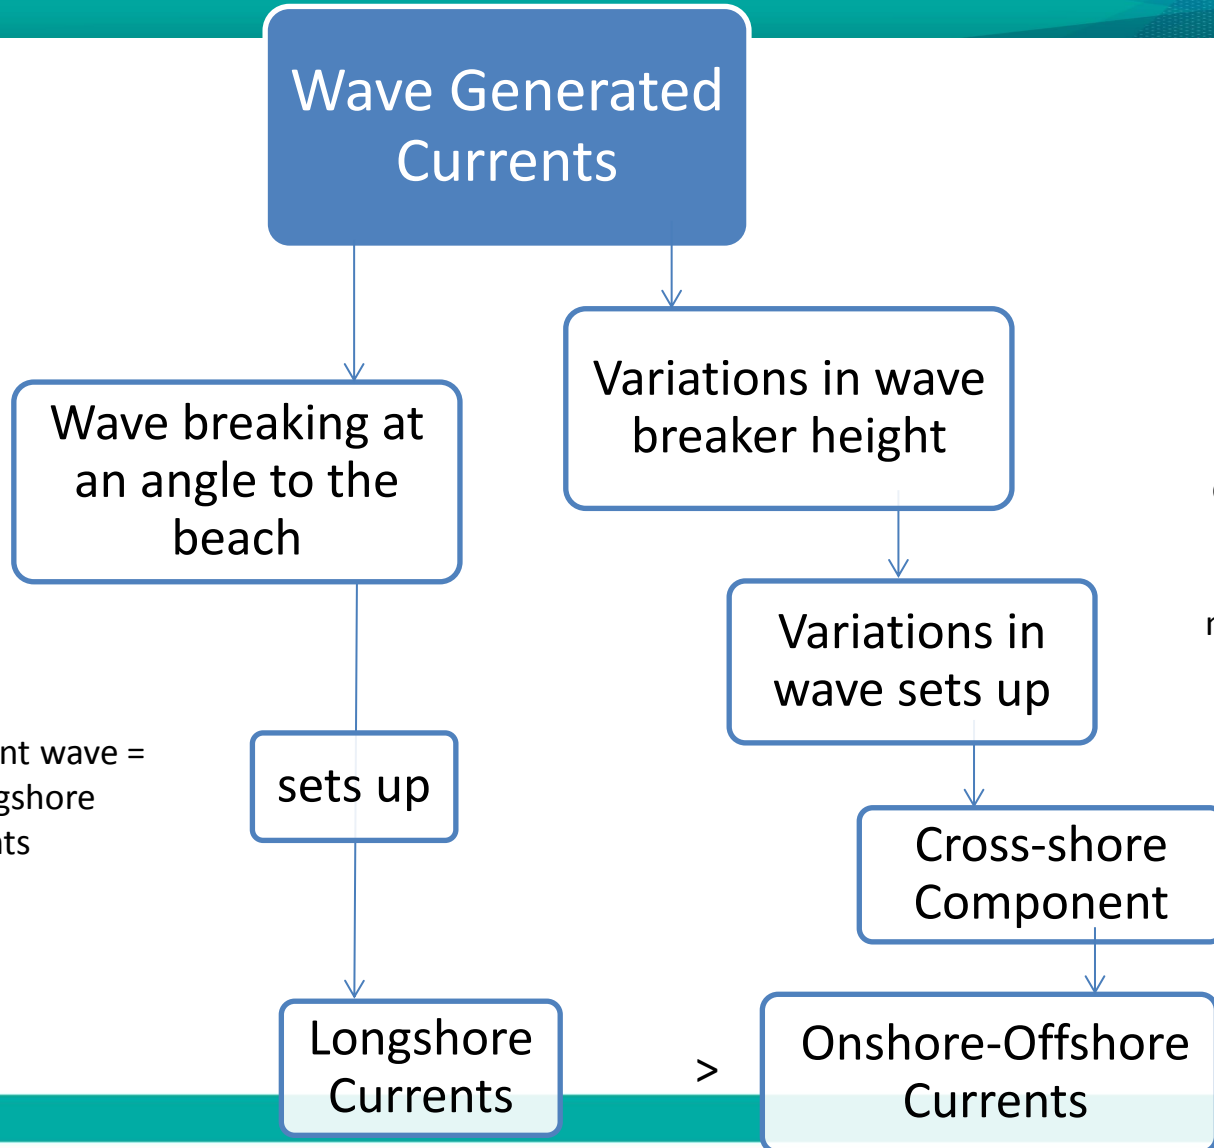 Wave Generated
Currents
Variations in wave
breaker height
Wave breaking at
an angle to the
beach
Variations in
wave sets up
wave =
sets up
Cross-shore
Component
Longshore
Currents
>
Onshore-Offshore
Currents